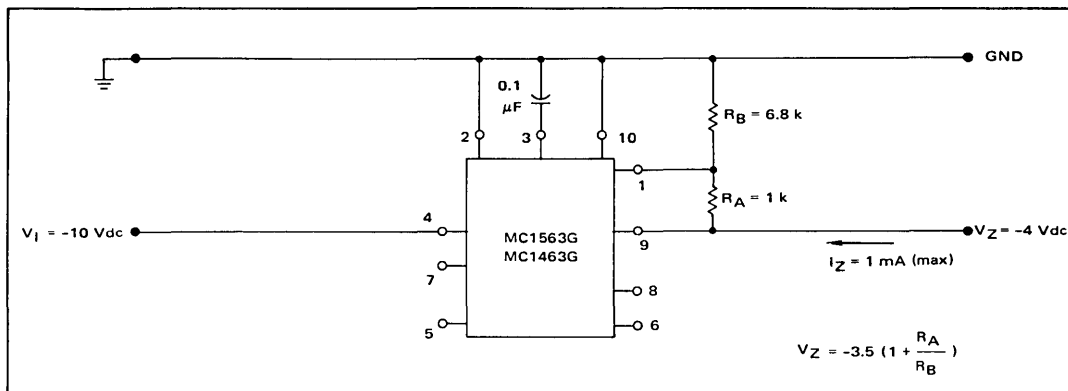 GND
0.1
μF
R_B = 6.8 k
2
3
10
1
R_A = 1 k
4
V_I = -10 Vdc
MC1563G
MC1463G
9
V_Z = -4 Vdc
I_Z = 1 mA (max)
7
8
5
6
V_Z = -3.5 (1 + R_A/R_B)